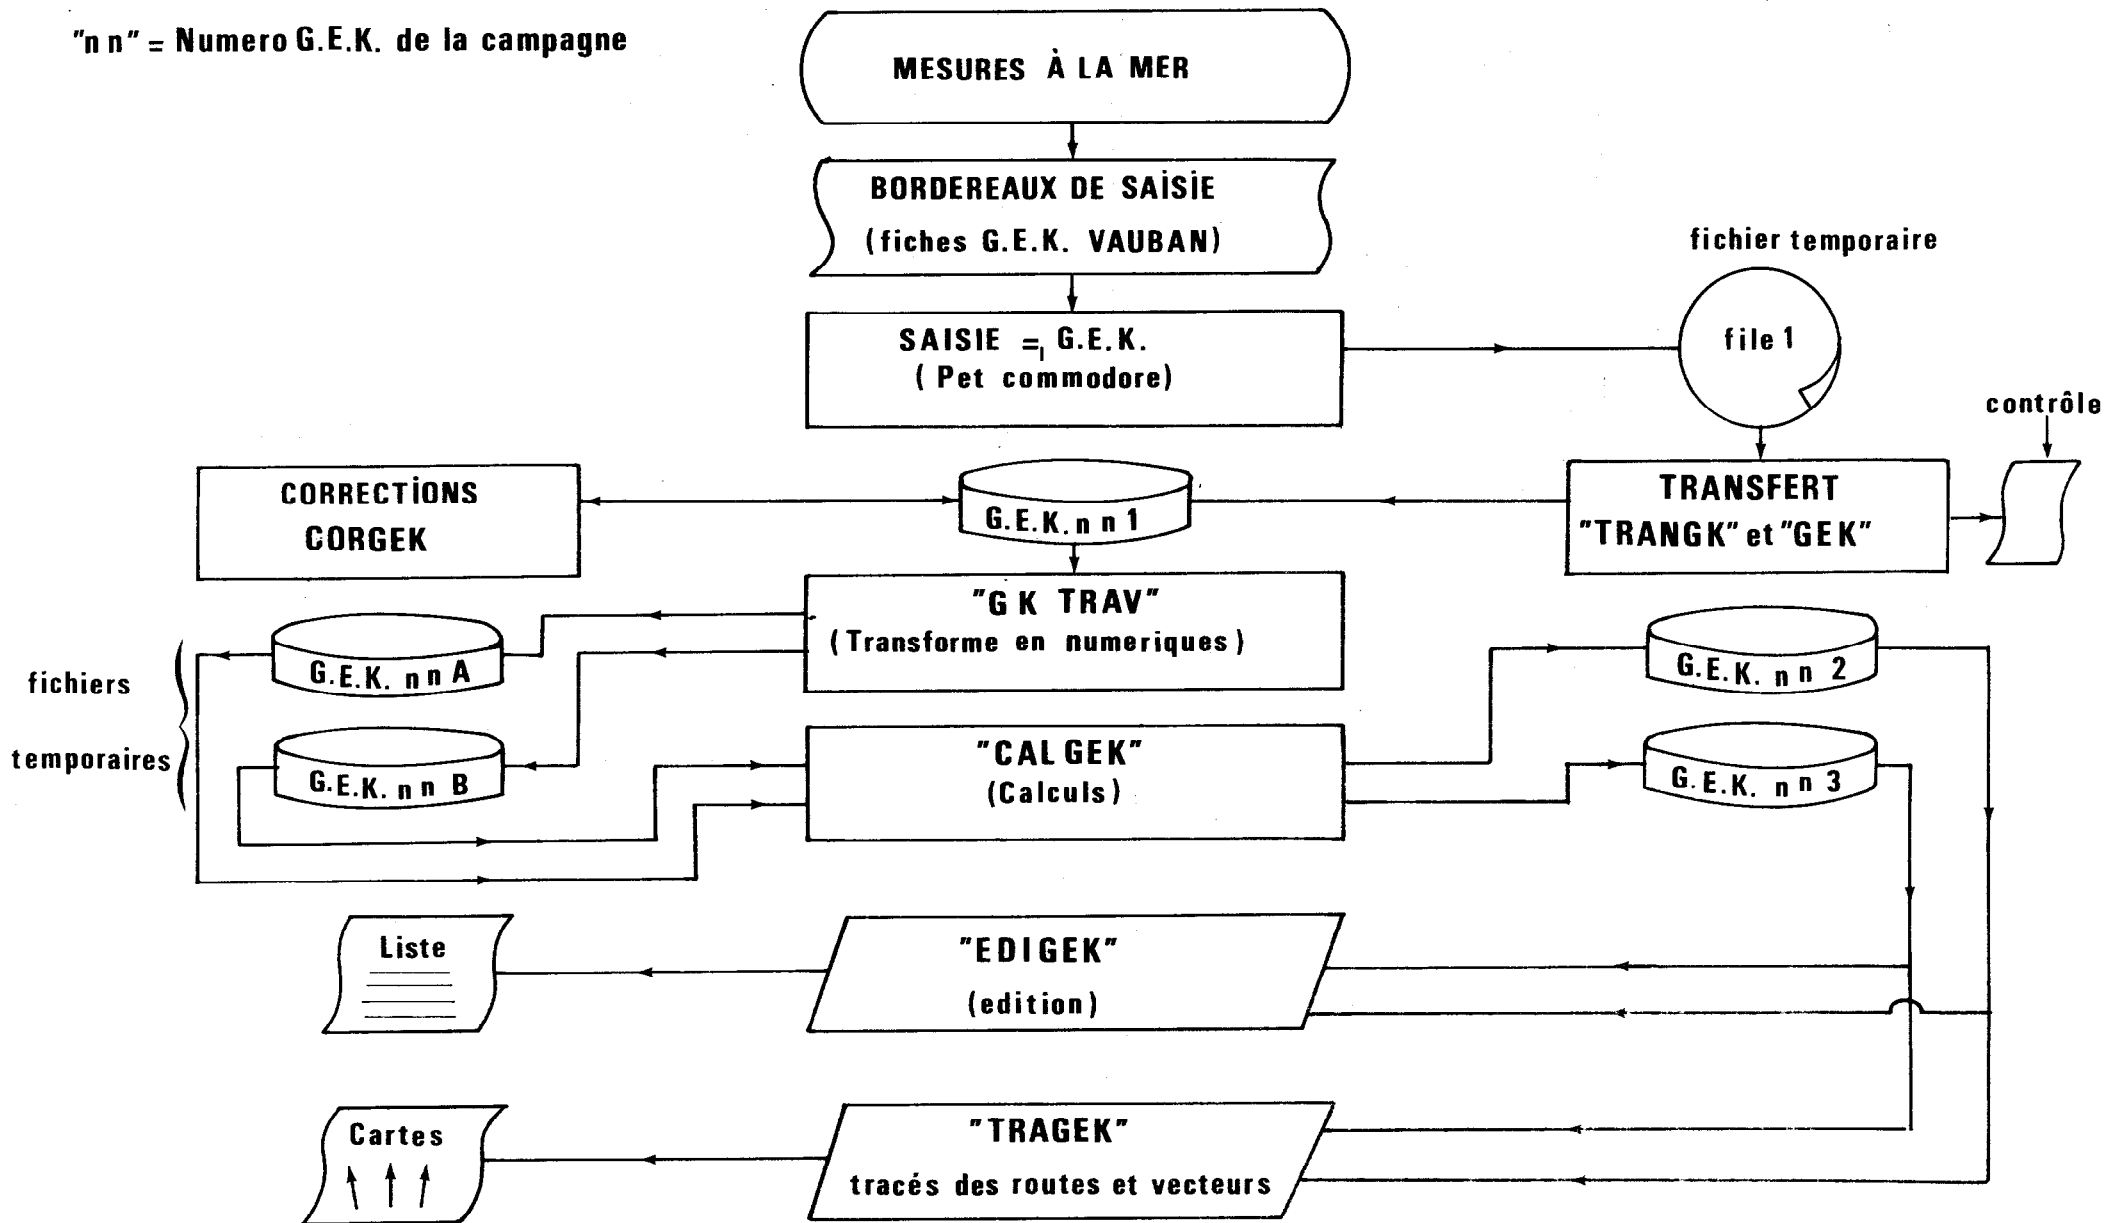 "n n" = Numero G.E.K. de la campagne
MESURES À LA MER
BORDEREAUX DE SAISIE
(fiches G.E.K. VAUBAN)
fichier temporaire
SAISIE = G.E.K.
( Pet commodore)
file 1
contrôle
CORRECTIONS
CORGEK
G.E.K. n n 1
TRANSFERT
"TRANGK" et "GEK"
"G K TRAV"
(Transforme en numeriques)
fichiers
temporaires
G.E.K. n n A
G.E.K. n n B
G.E.K. n n 2
"CALGEK"
(Calculs)
G.E.K. n n 3
Liste
"EDIGEK"
(edition)
Cartes
"TRAGEK"
tracés des routes et vecteurs